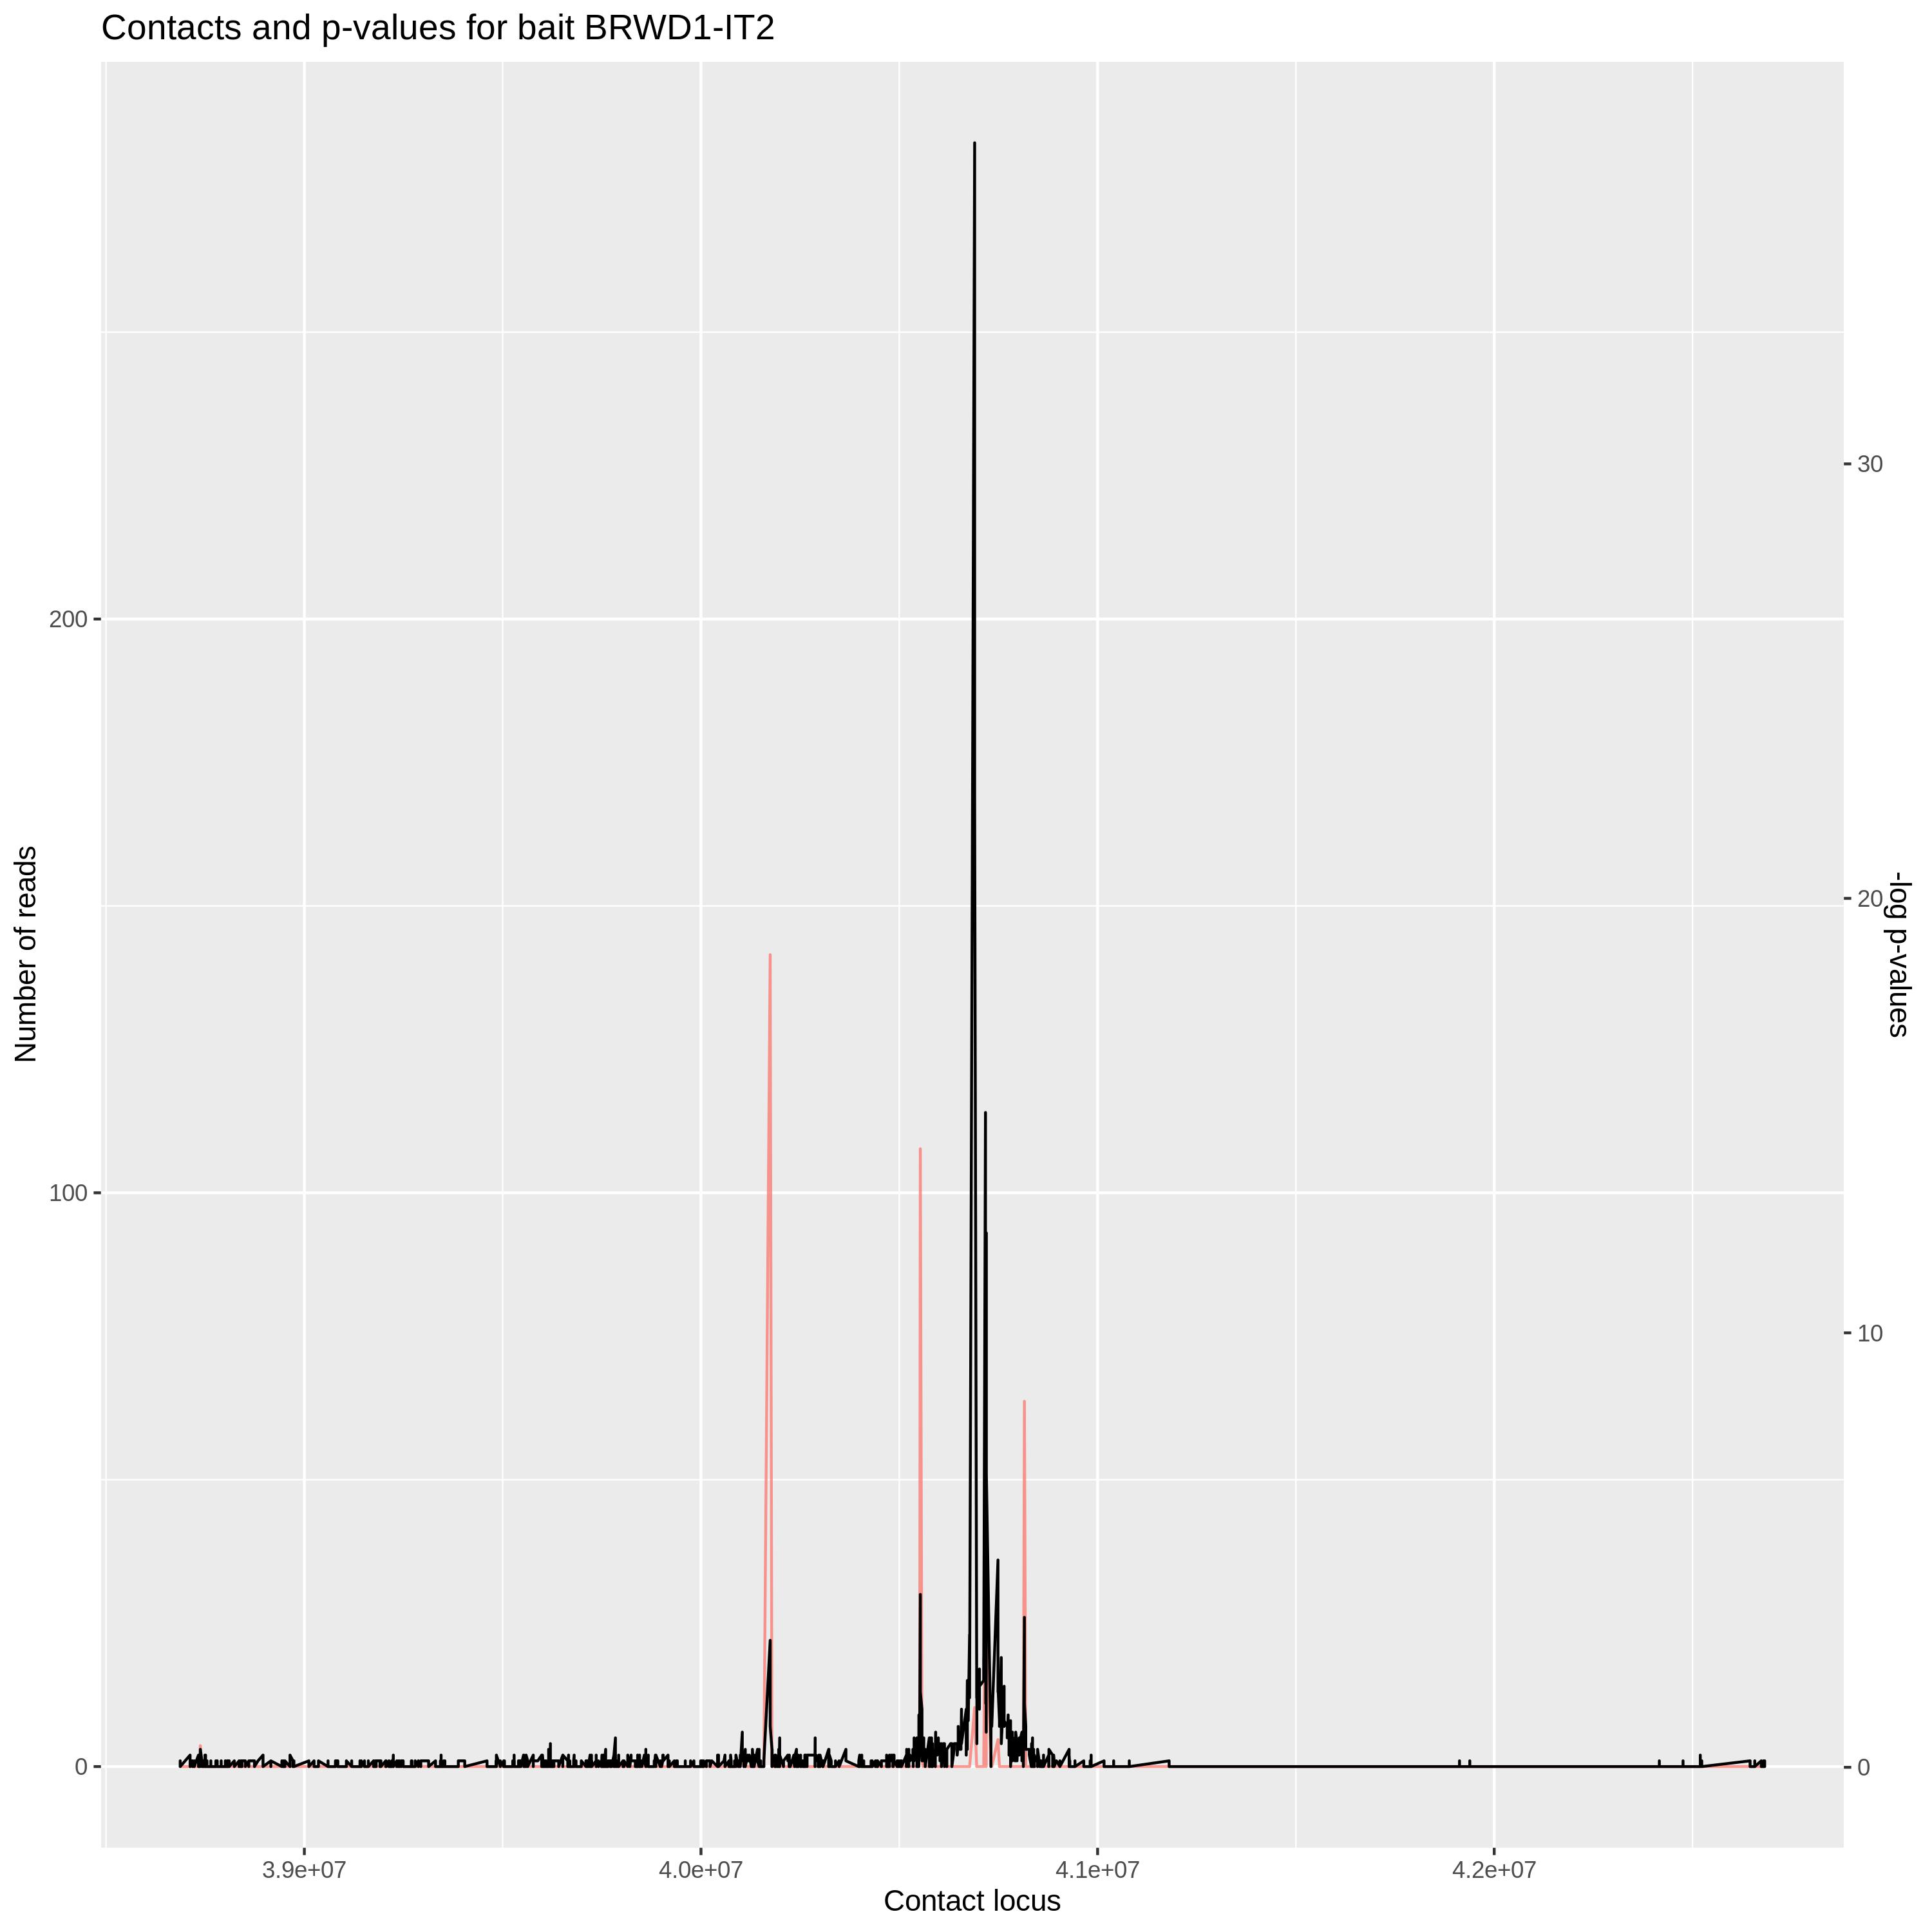 Contacts and p-values for bait BRWD1-IT2
Number of reads
200
100
0
30
20
10
0
-log p-values
3.9e+07
4.0e+07
4.1e+07
4.2e+07
Contact locus